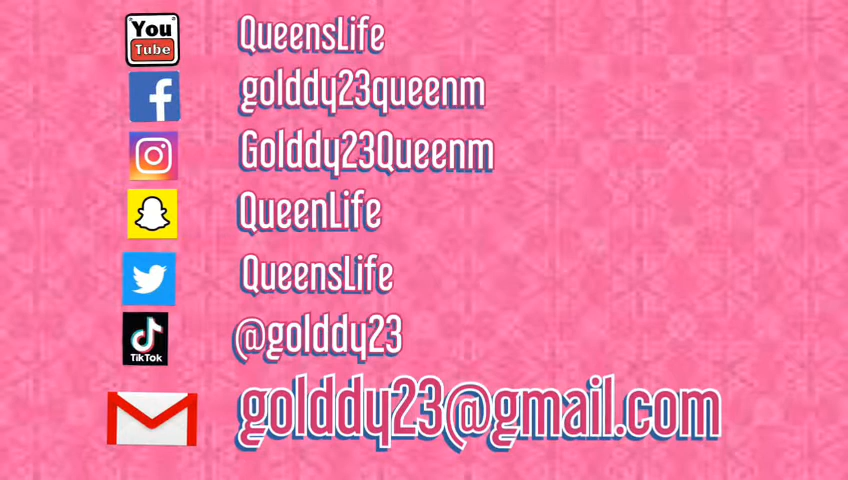 You
Tube
QueensLife
golddy23queenm
Golddy23Queenm
QueenLife
QueensLife
TikTok
@golddy23
golddy23@gmail.com